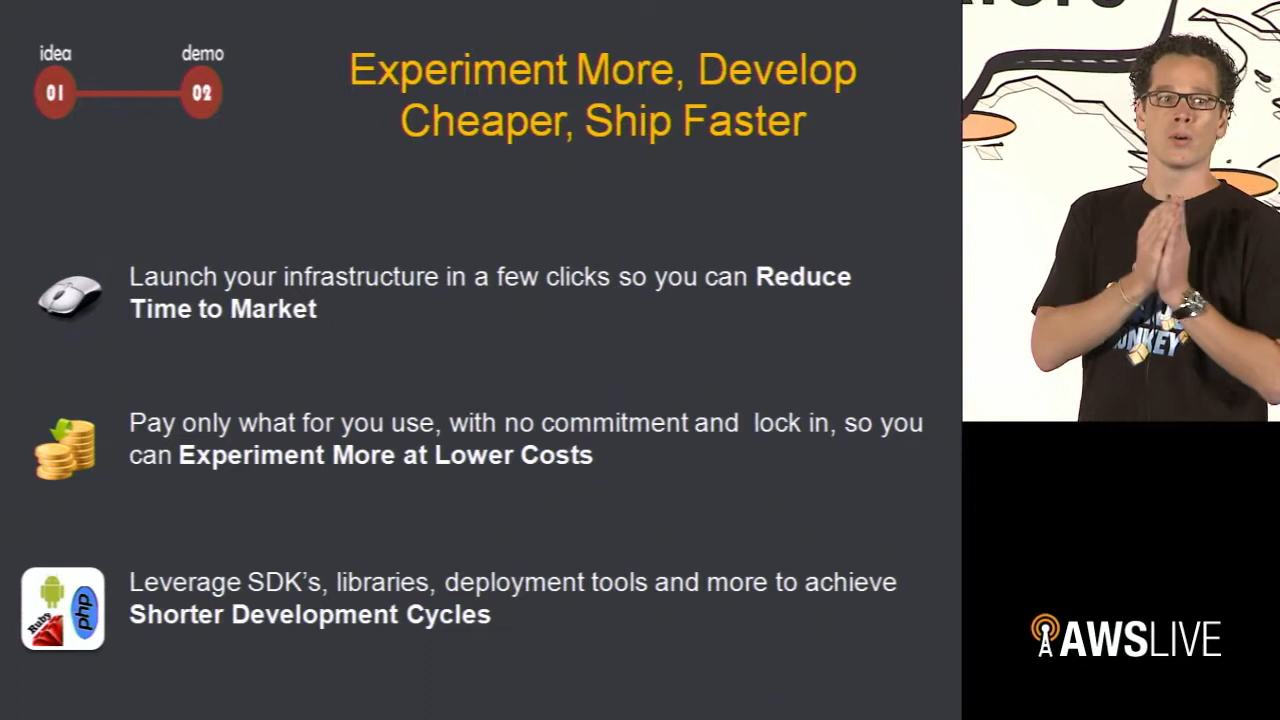 idea
demo
01
02
Experiment More, Develop
Cheaper, Ship Faster
Launch your infrastructure in a few clicks so you can Reduce
Time to Market
Pay only what for you use, with no commitment and lock in, so you
can Experiment More at Lower Costs
Leverage SDK's, libraries, deployment tools and more to achieve
Shorter Development Cycles
Ruby
php
AWSLIVE